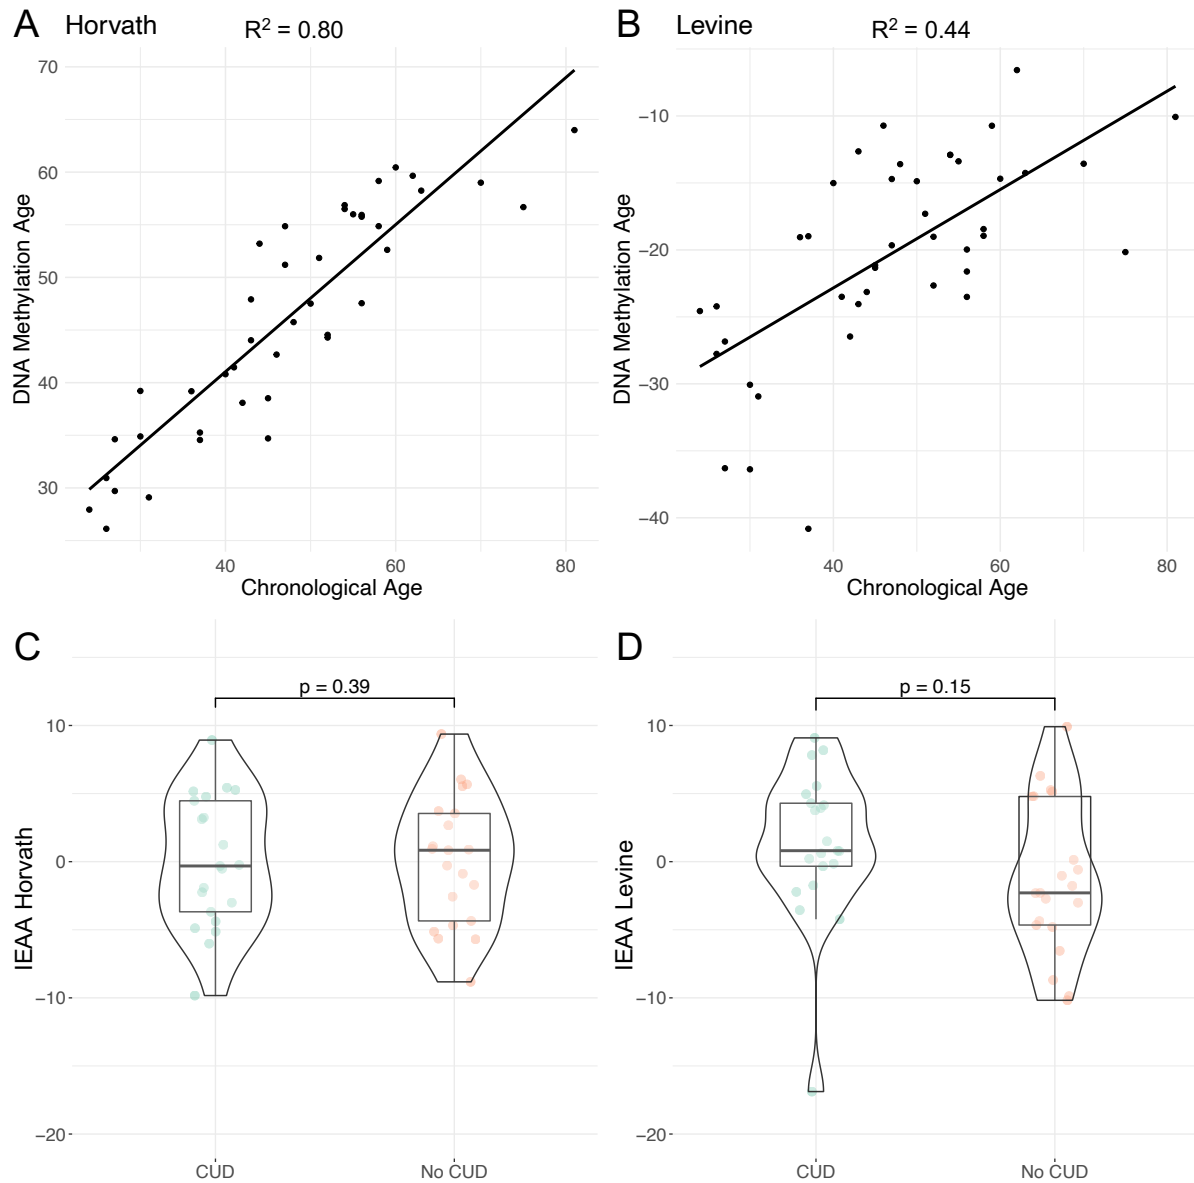 A Horvath R² = 0.80
DNA Methylation Age
70
60
50
40
30
40 60 80
Chronological Age
B Levine R² = 0.44
DNA Methylation Age
−10
−20
−30
−40
40 60 80
Chronological Age
C
p = 0.39
IEAA Horvath
10
0
−10
−20
CUD No CUD
D
p = 0.15
IEAA Levine
10
0
−10
−20
CUD No CUD